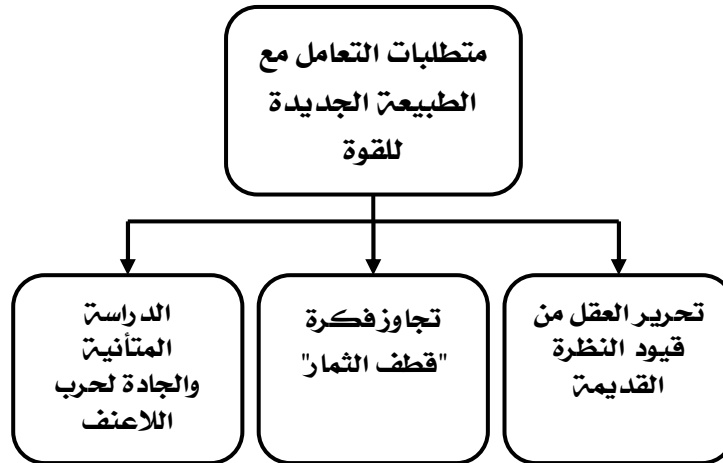 متطلبات التعامل مع
الطبيعة الجديدة
للقوة
تحرير العقل من
قيود النظرة
القديمة
تجاوز فكرة
"قطف الثمار"
الدراسة
المتأنية
والجادة لحرب
اللاعنف